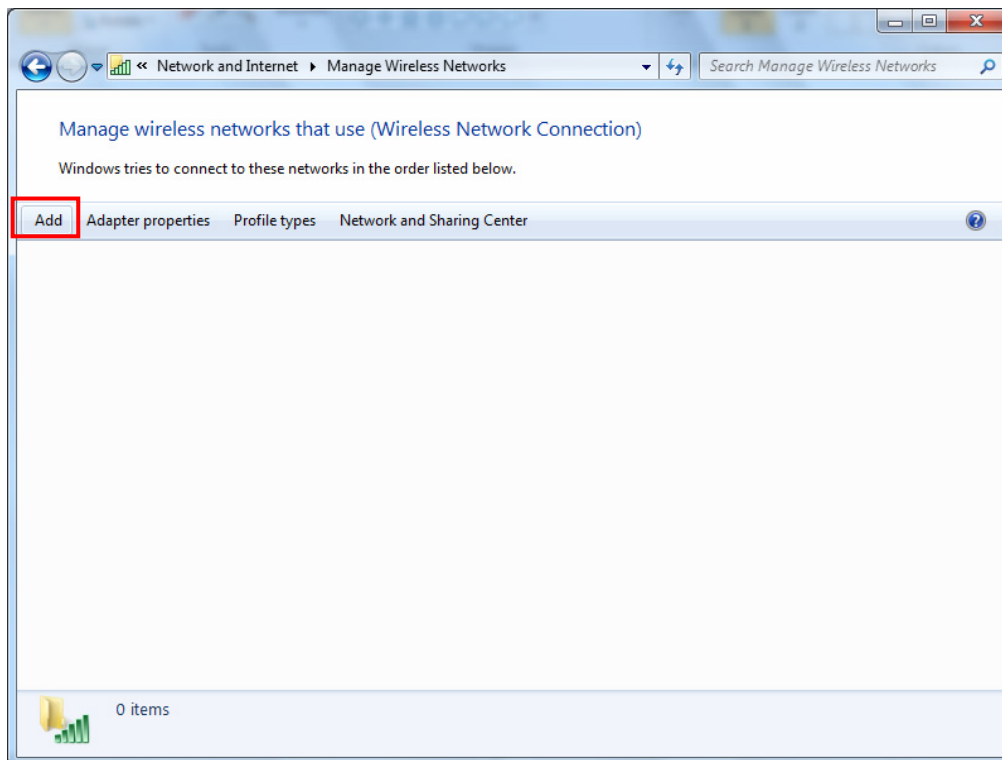 « Network and Internet ▸ Manage Wireless Networks
Search Manage Wireless Networks
Manage wireless networks that use (Wireless Network Connection)
Windows tries to connect to these networks in the order listed below.
Add Adapter properties Profile types Network and Sharing Center
0 items